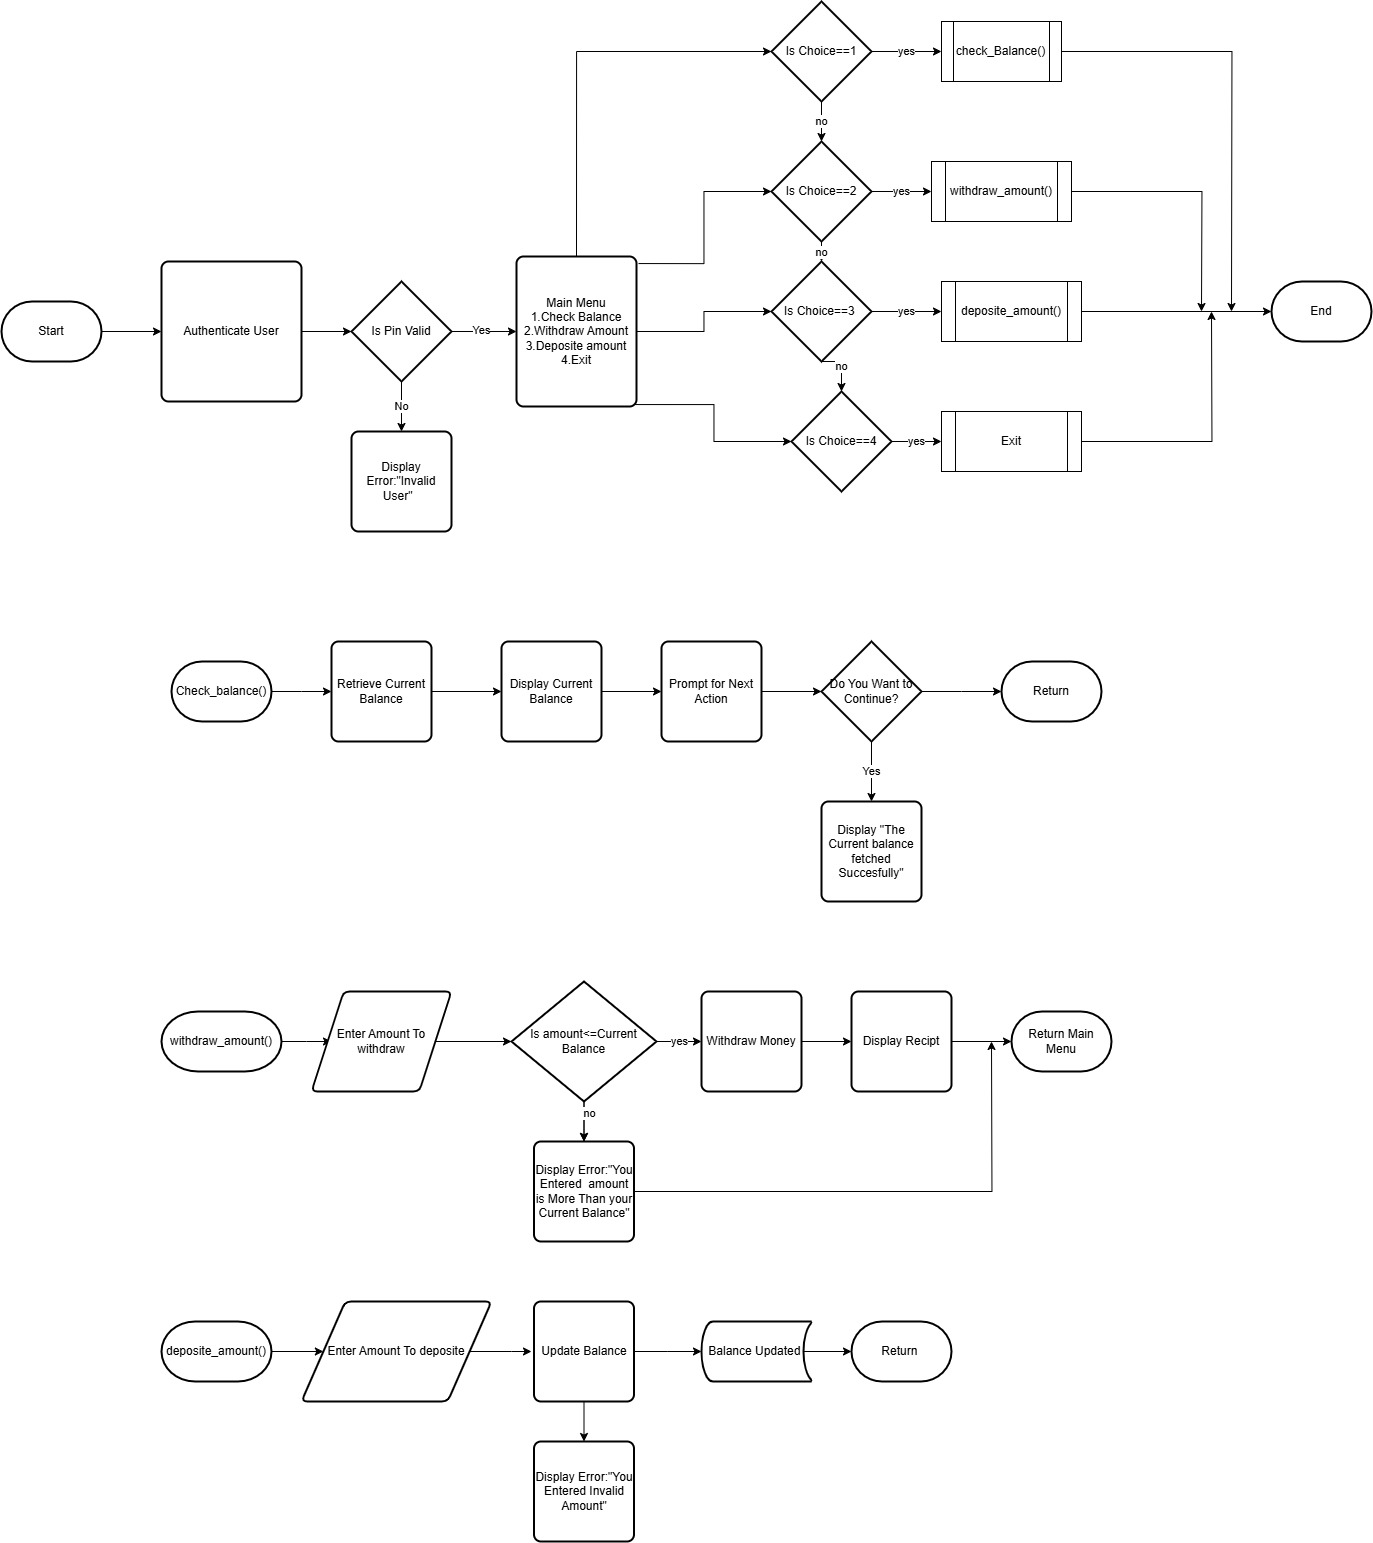 Is Choice==1
yes
check_Balance()
no
Is Choice==2
yes
withdraw_amount()
no
Start
Authenticate User
Is Pin Valid
Yes
Main Menu
1.Check Balance
2.Withdraw Amount
3.Deposite amount
4.Exit
Is Choice==3
yes
deposite_amount()
End
no
No
Display
Error:"Invalid
User"
Is Choice==4
yes
Exit
Check_balance()
Retrieve Current
Balance
Display Current
Balance
Prompt for Next
Action
Do You Want to
Continue?
Return
Yes
Display "The
Current balance
fetched
Succesfully"
withdraw_amount()
Enter Amount To
withdraw
Is amount<=Current
Balance
yes
Withdraw Money
Display Recipt
Return Main
Menu
no
Display Error:"You
Entered  amount
is More Than your
Current Balance"
deposite_amount()
Enter Amount To deposite
Update Balance
Balance Updated
Return
Display Error:"You
Entered Invalid
Amount"